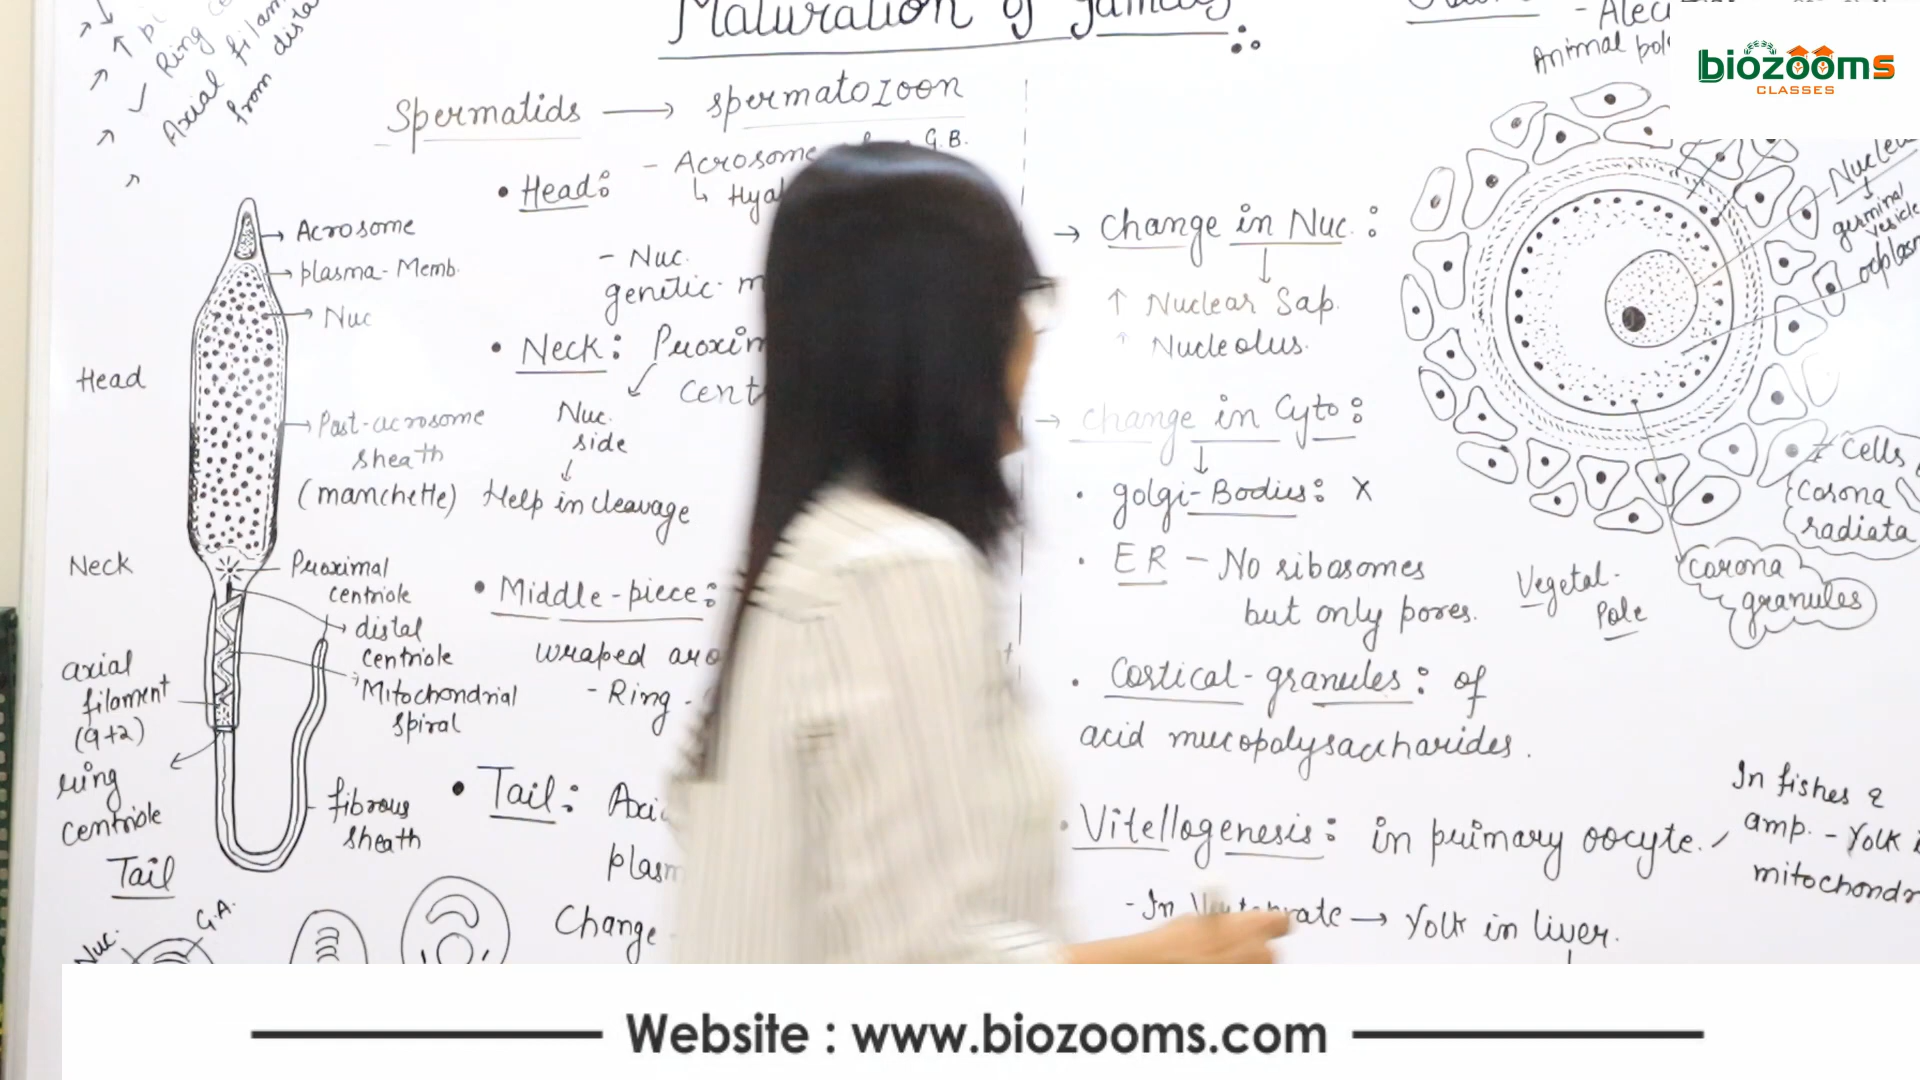 Maturation of
Spermatids → spermatozoon
• Head:
- Acrosome G.B.
- Nuc.
genetic
• Neck:
Nuc.
side
Help in cleavage
• Middle-piece:
wraped
- Ring -
• Tail:
Change
Acrosome
plasma-Memb.
Nuc
Head
Post-acrosome
sheath
(manchette)
Neck
Proximal
centriole
distal
centriole
Mitochondrial
spiral
axial
filament
(9+2)
ring
centriole
fibrous
sheath
Tail
Nuc.
G.A.
Ring
Axial
from
→ change in Nuc. :
↑ Nuclear Sap.
↑ Nucleolus.
→ change in Cyto :
• golgi-Bodies: X
• ER - No ribosomes
but only pores.
• Cortical-granules: of
acid mucopolysaccharides.
• Vitellogenesis: in primary oocyte.
- In Vertebrate → Yolk in liver.
In fishes &
amp. - Yolk
Animal
germinal
vesicle
cells
Corona
radiata
Corona
granules
Vegetal-
Pole
biozooms
CLASSES
Website : www.biozooms.com